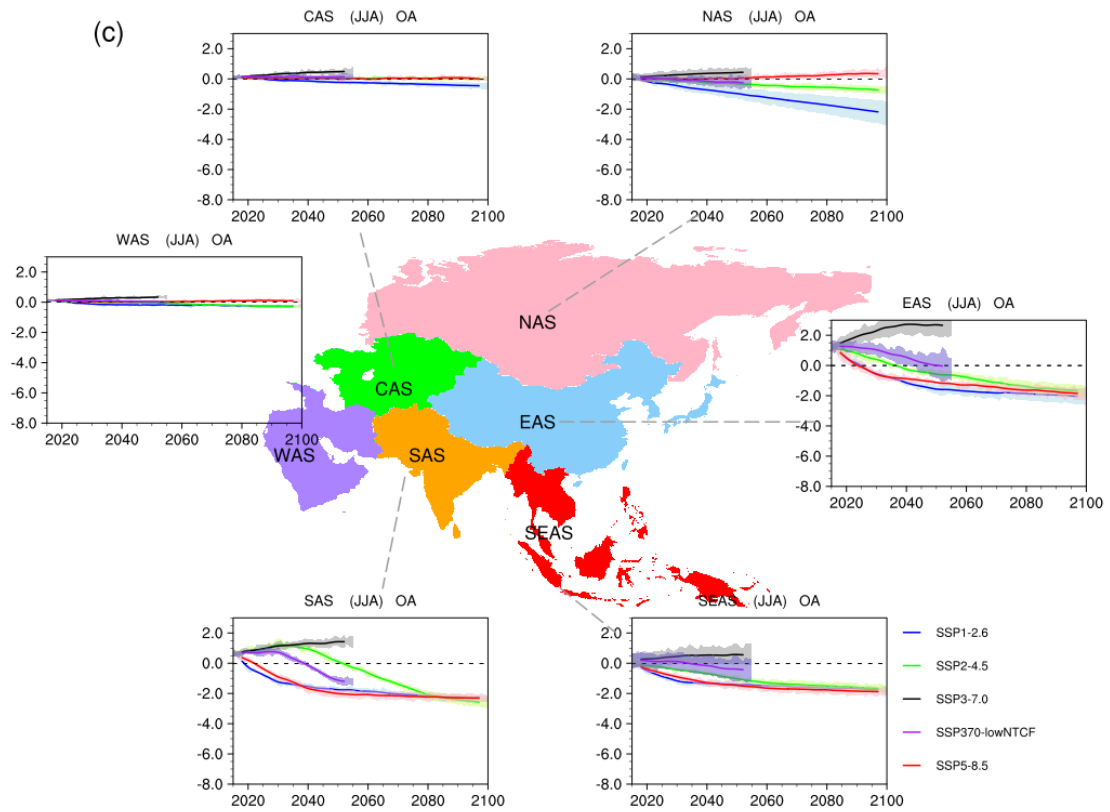 (c)
CAS (JJA) OA
2.0
0.0
-2.0
-4.0
-6.0
-8.0
2020 2040 2060 2080 2100
NAS (JJA) OA
2.0
0.0
-2.0
-4.0
-6.0
-8.0
2020 2040 2060 2080 2100
WAS (JJA) OA
2.0
0.0
-2.0
-4.0
-6.0
-8.0
2020 2040 2060 2080 2100
EAS (JJA) OA
2.0
0.0
-2.0
-4.0
-6.0
-8.0
2020 2040 2060 2080 2100
NAS
CAS
EAS
WAS
SAS
SEAS
SAS (JJA) OA
2.0
0.0
-2.0
-4.0
-6.0
-8.0
2020 2040 2060 2080 2100
SEAS (JJA) OA
2.0
0.0
-2.0
-4.0
-6.0
-8.0
2020 2040 2060 2080 2100
SSP1-2.6
SSP2-4.5
SSP3-7.0
SSP370-lowNTCF
SSP5-8.5